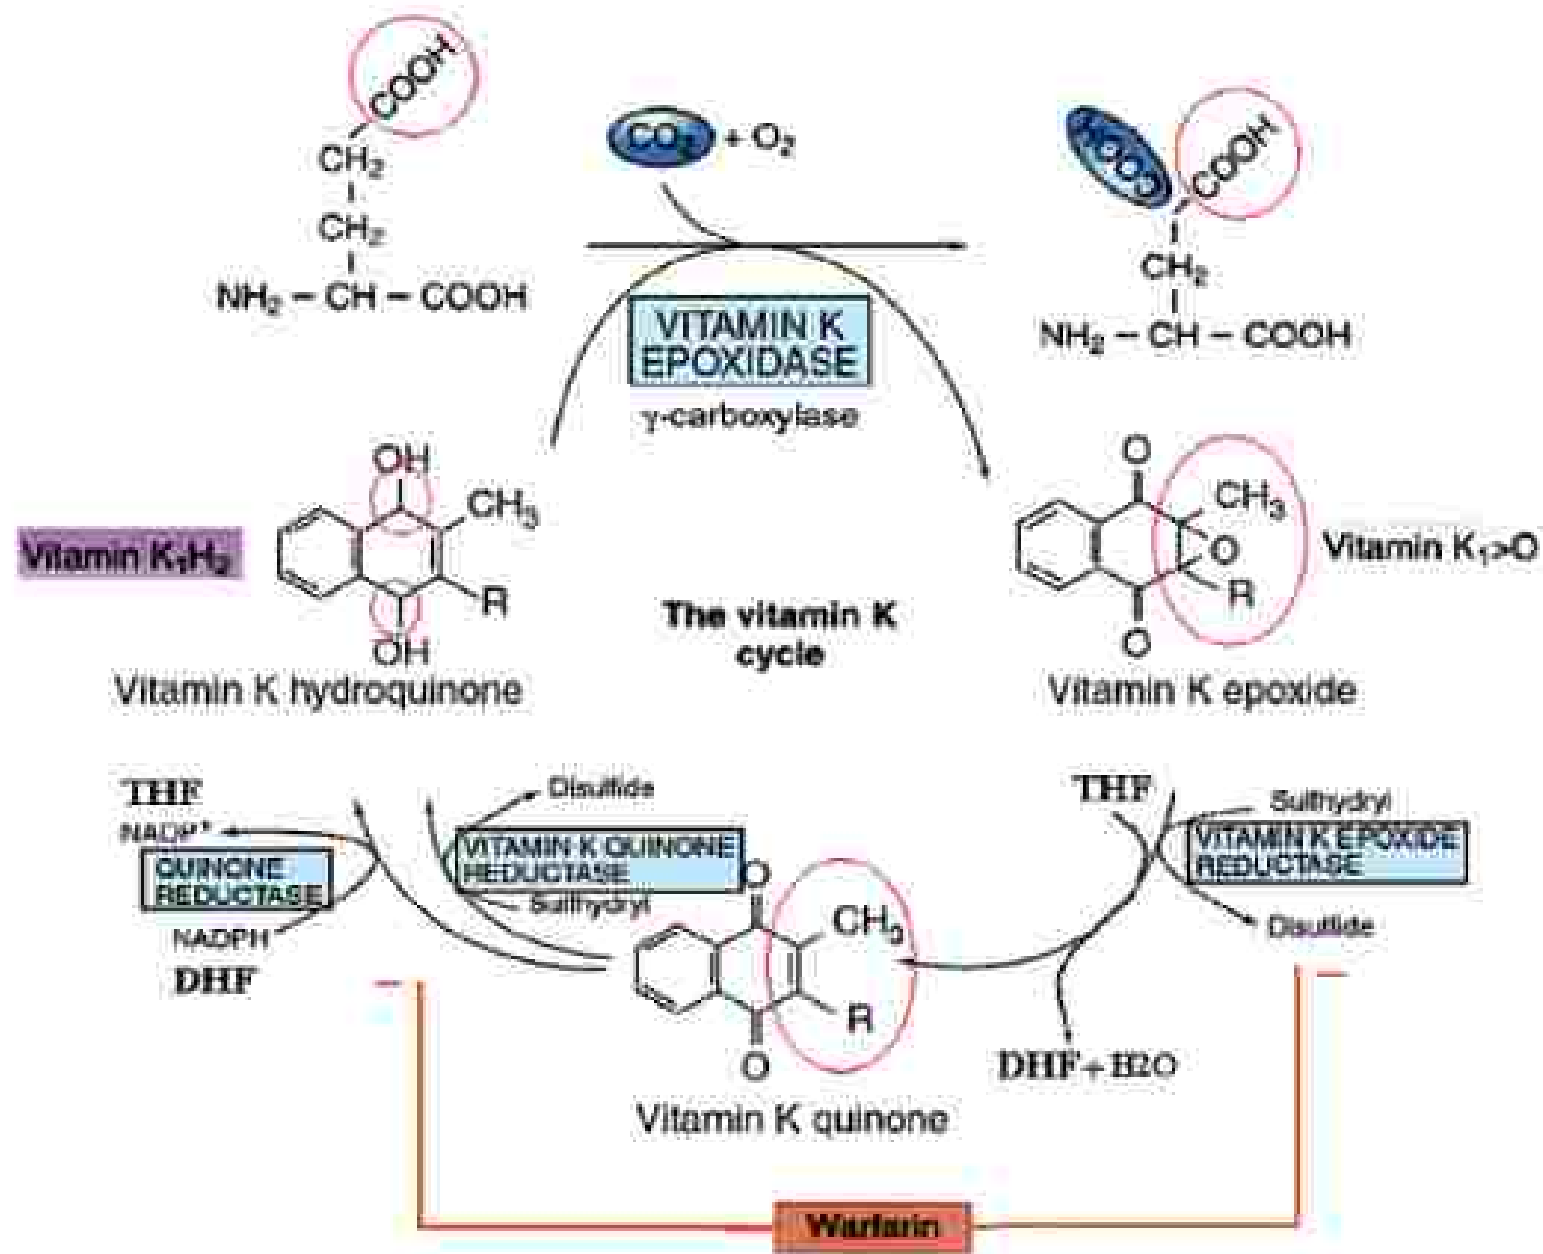 COOH
CH2
CH2
NH2 – CH – COOH
CO2 + O2
HOOC COOH
CH2
NH2 – CH – COOH
VITAMIN K
EPOXIDASE
γ-carboxylase
OH
CH3
Vitamin K1H2
R
OH
Vitamin K hydroquinone
The vitamin K
cycle
O
CH3
O
Vitamin K1>O
R
O
Vitamin K epoxide
THF
NADP+
QUINONE
REDUCTASE
NADPH
DHF
Disulfide
VITAMIN K QUINONE
REDUCTASE
Sulfhydryl
THF
Sulfhydryl
VITAMIN K EPOXIDE
REDUCTASE
Disulfide
DHF+H2O
O
CH3
R
O
Vitamin K quinone
Warfarin